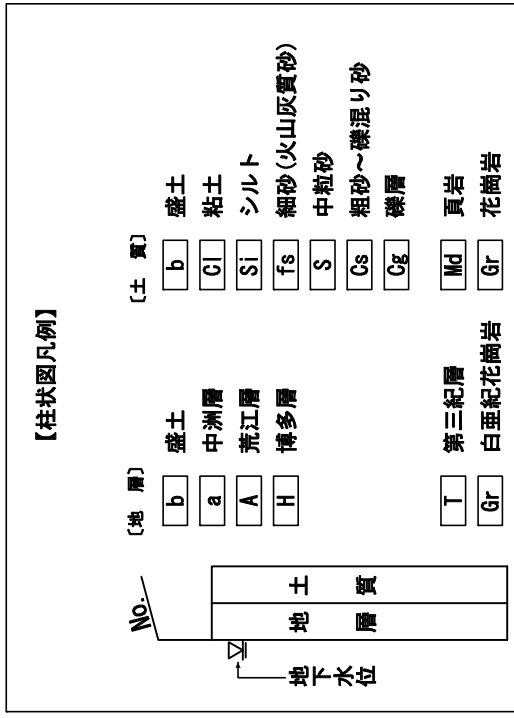 【柱状図凡例】
No.
地層
土質
地下水位
〔地 層〕
b 盛土
a 中洲層
A 荒江層
H 博多層
T 第三紀層
Gr 白亜紀花崗岩
〔土 質〕
b 盛土
Cl 粘土
Si シルト
fs 細砂(火山灰質砂)
S 中粒砂
Cs 粗砂～礫混り砂
Cg 礫層
Md 頁岩
Gr 花崗岩